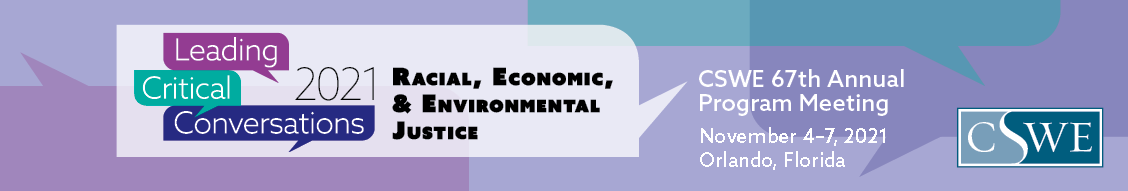 Leading
Critical
Conversations
2021
RACIAL, ECONOMIC,
& ENVIRONMENTAL
JUSTICE
CSWE 67th Annual
Program Meeting
November 4–7, 2021
Orlando, Florida
CSWE